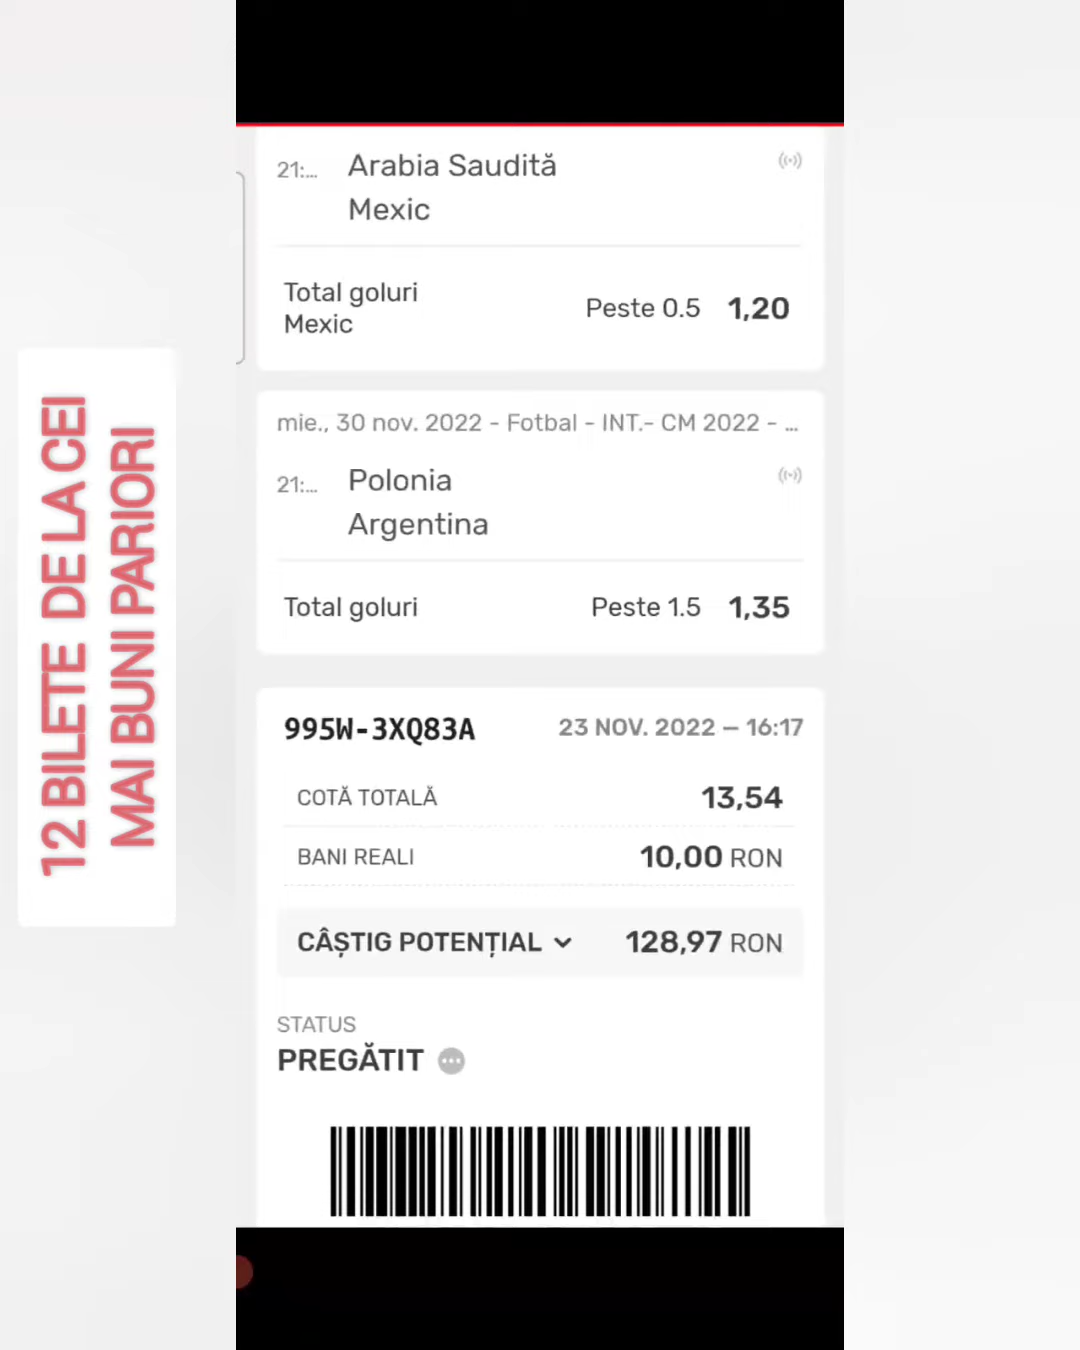 12 BILETE DE LA CEI
MAI BUNI PARIORI
21:... Arabia Saudită
Mexic
Total goluri
Mexic
Peste 0.5 1,20
mie., 30 nov. 2022 - Fotbal - INT.- CM 2022 - ...
21:... Polonia
Argentina
Total goluri Peste 1.5 1,35
995W-3XQ83A 23 NOV. 2022 — 16:17
COTĂ TOTALĂ 13,54
BANI REALI 10,00 RON
CÂȘTIG POTENȚIAL 128,97 RON
STATUS
PREGĂTIT